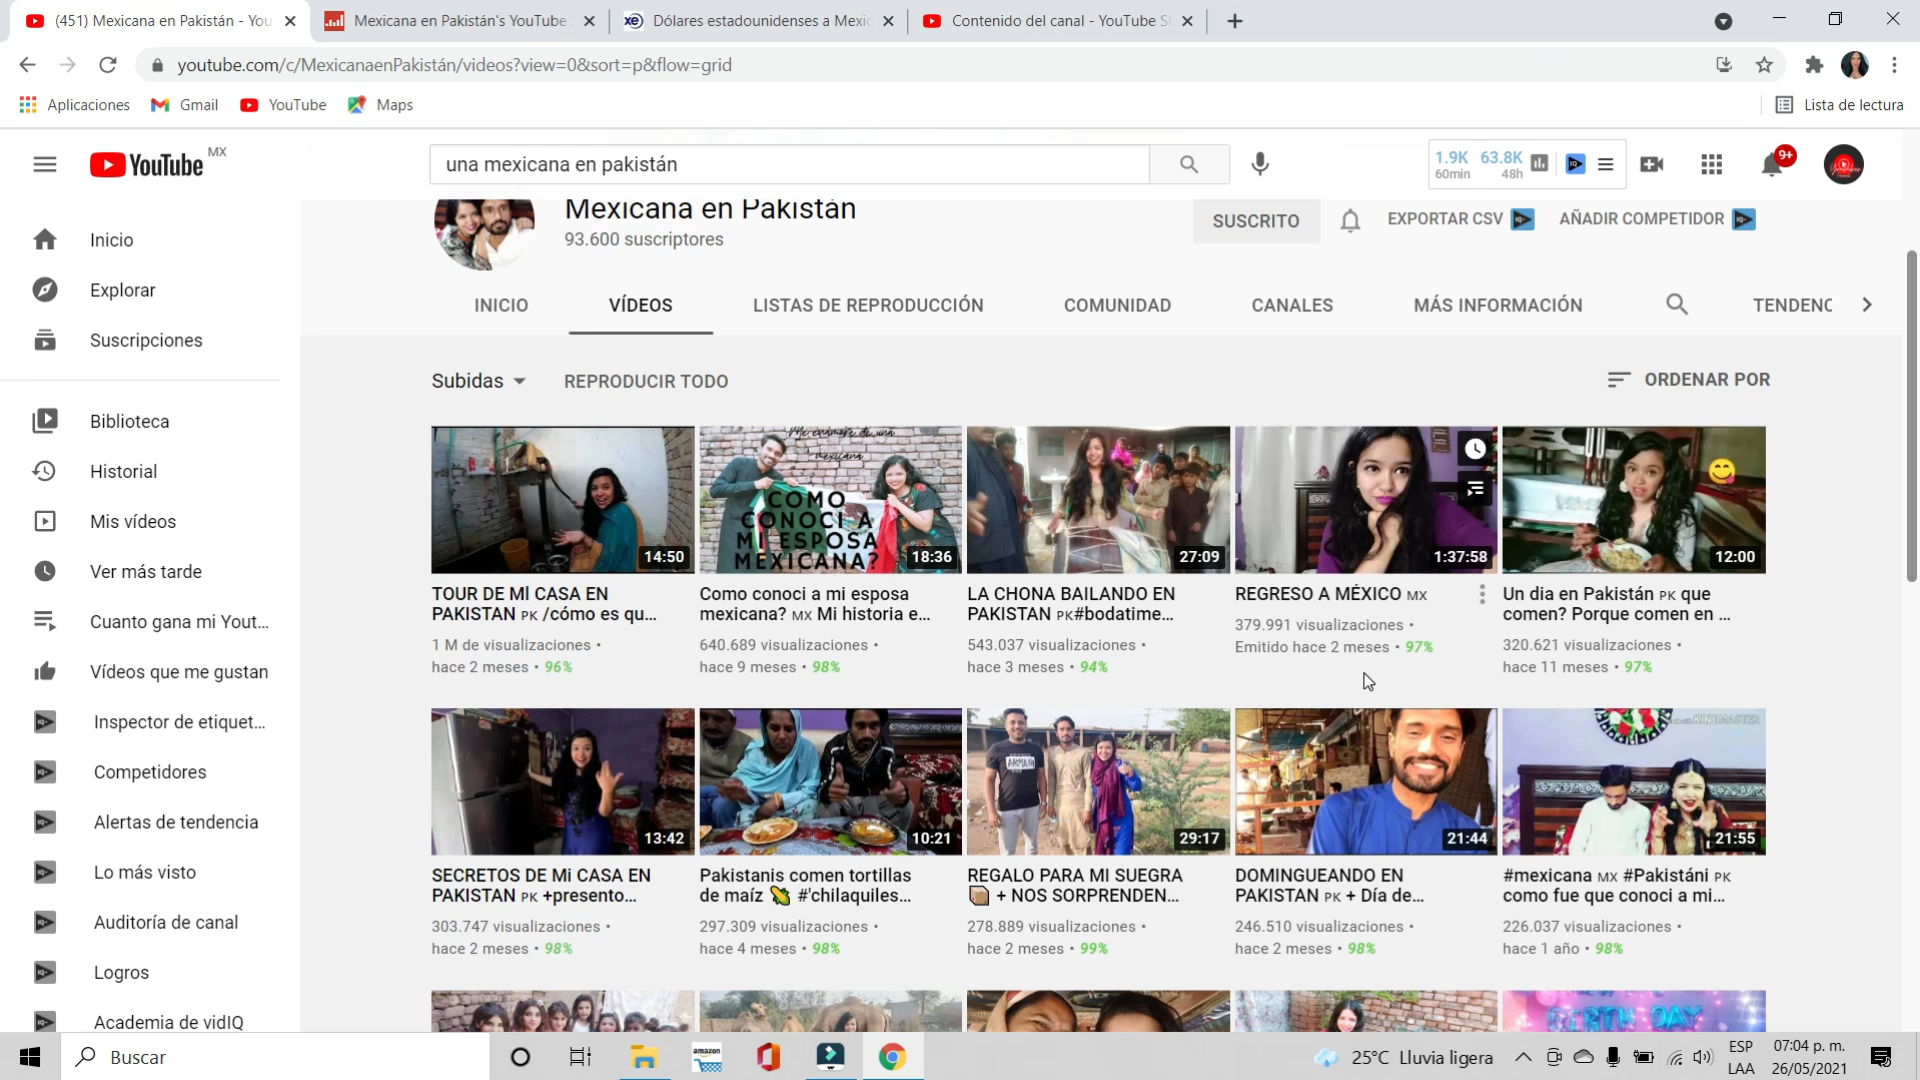 (451) Mexicana en Pakistán - You
Mexicana en Pakistán's YouTube
xe
Dólares estadounidenses a Mexic
Contenido del canal - YouTube S
youtube.com/c/MexicanaenPakistán/videos?view=0&sort=p&flow=grid
Aplicaciones
Gmail
YouTube
Maps
Lista de lectura
YouTube MX
una mexicana en pakistán
1.9K 63.8K
60min 48h
9+
Mexicana en Pakistán
93.600 suscriptores
SUSCRITO
EXPORTAR CSV
AÑADIR COMPETIDOR
INICIO
VÍDEOS
LISTAS DE REPRODUCCIÓN
COMUNIDAD
CANALES
MÁS INFORMACIÓN
TENDENC
Inicio
Explorar
Suscripciones
Biblioteca
Historial
Mis vídeos
Ver más tarde
Cuanto gana mi Yout...
Vídeos que me gustan
Inspector de etiquet...
Competidores
Alertas de tendencia
Lo más visto
Auditoría de canal
Logros
Academia de vidIQ
Subidas
REPRODUCIR TODO
ORDENAR POR
14:50
TOUR DE MI CASA EN
PAKISTAN PK /cómo es qu...
1 M de visualizaciones •
hace 2 meses • 96%
Me enamore de una
mexicana
COMO
CONOCI A
MI ESPOSA
MEXICANA?
18:36
Como conoci a mi esposa
mexicana? MX Mi historia e...
640.689 visualizaciones •
hace 9 meses • 98%
27:09
LA CHONA BAILANDO EN
PAKISTAN PK#bodatime...
543.037 visualizaciones •
hace 3 meses • 94%
1:37:58
REGRESO A MÉXICO MX
379.991 visualizaciones •
Emitido hace 2 meses • 97%
12:00
Un dia en Pakistán PK que
comen? Porque comen en ...
320.621 visualizaciones •
hace 11 meses • 97%
13:42
SECRETOS DE Mi CASA EN
PAKISTAN PK +presento...
303.747 visualizaciones •
hace 2 meses • 98%
10:21
Pakistanis comen tortillas
de maíz 🌽 #'chilaquiles...
297.309 visualizaciones •
hace 4 meses • 98%
ARMANI
29:17
REGALO PARA MI SUEGRA
📦 + NOS SORPRENDEN...
278.889 visualizaciones •
hace 2 meses • 99%
21:44
DOMINGUEANDO EN
PAKISTAN PK + Día de...
246.510 visualizaciones •
hace 2 meses • 98%
KINEMASTER
21:55
#mexicana MX #Pakistáni PK
como fue que conoci a mi...
226.037 visualizaciones •
hace 1 año • 98%
BIRTH DAY
Buscar
amazon
25°C Lluvia ligera
ESP
LAA
07:04 p. m.
26/05/2021